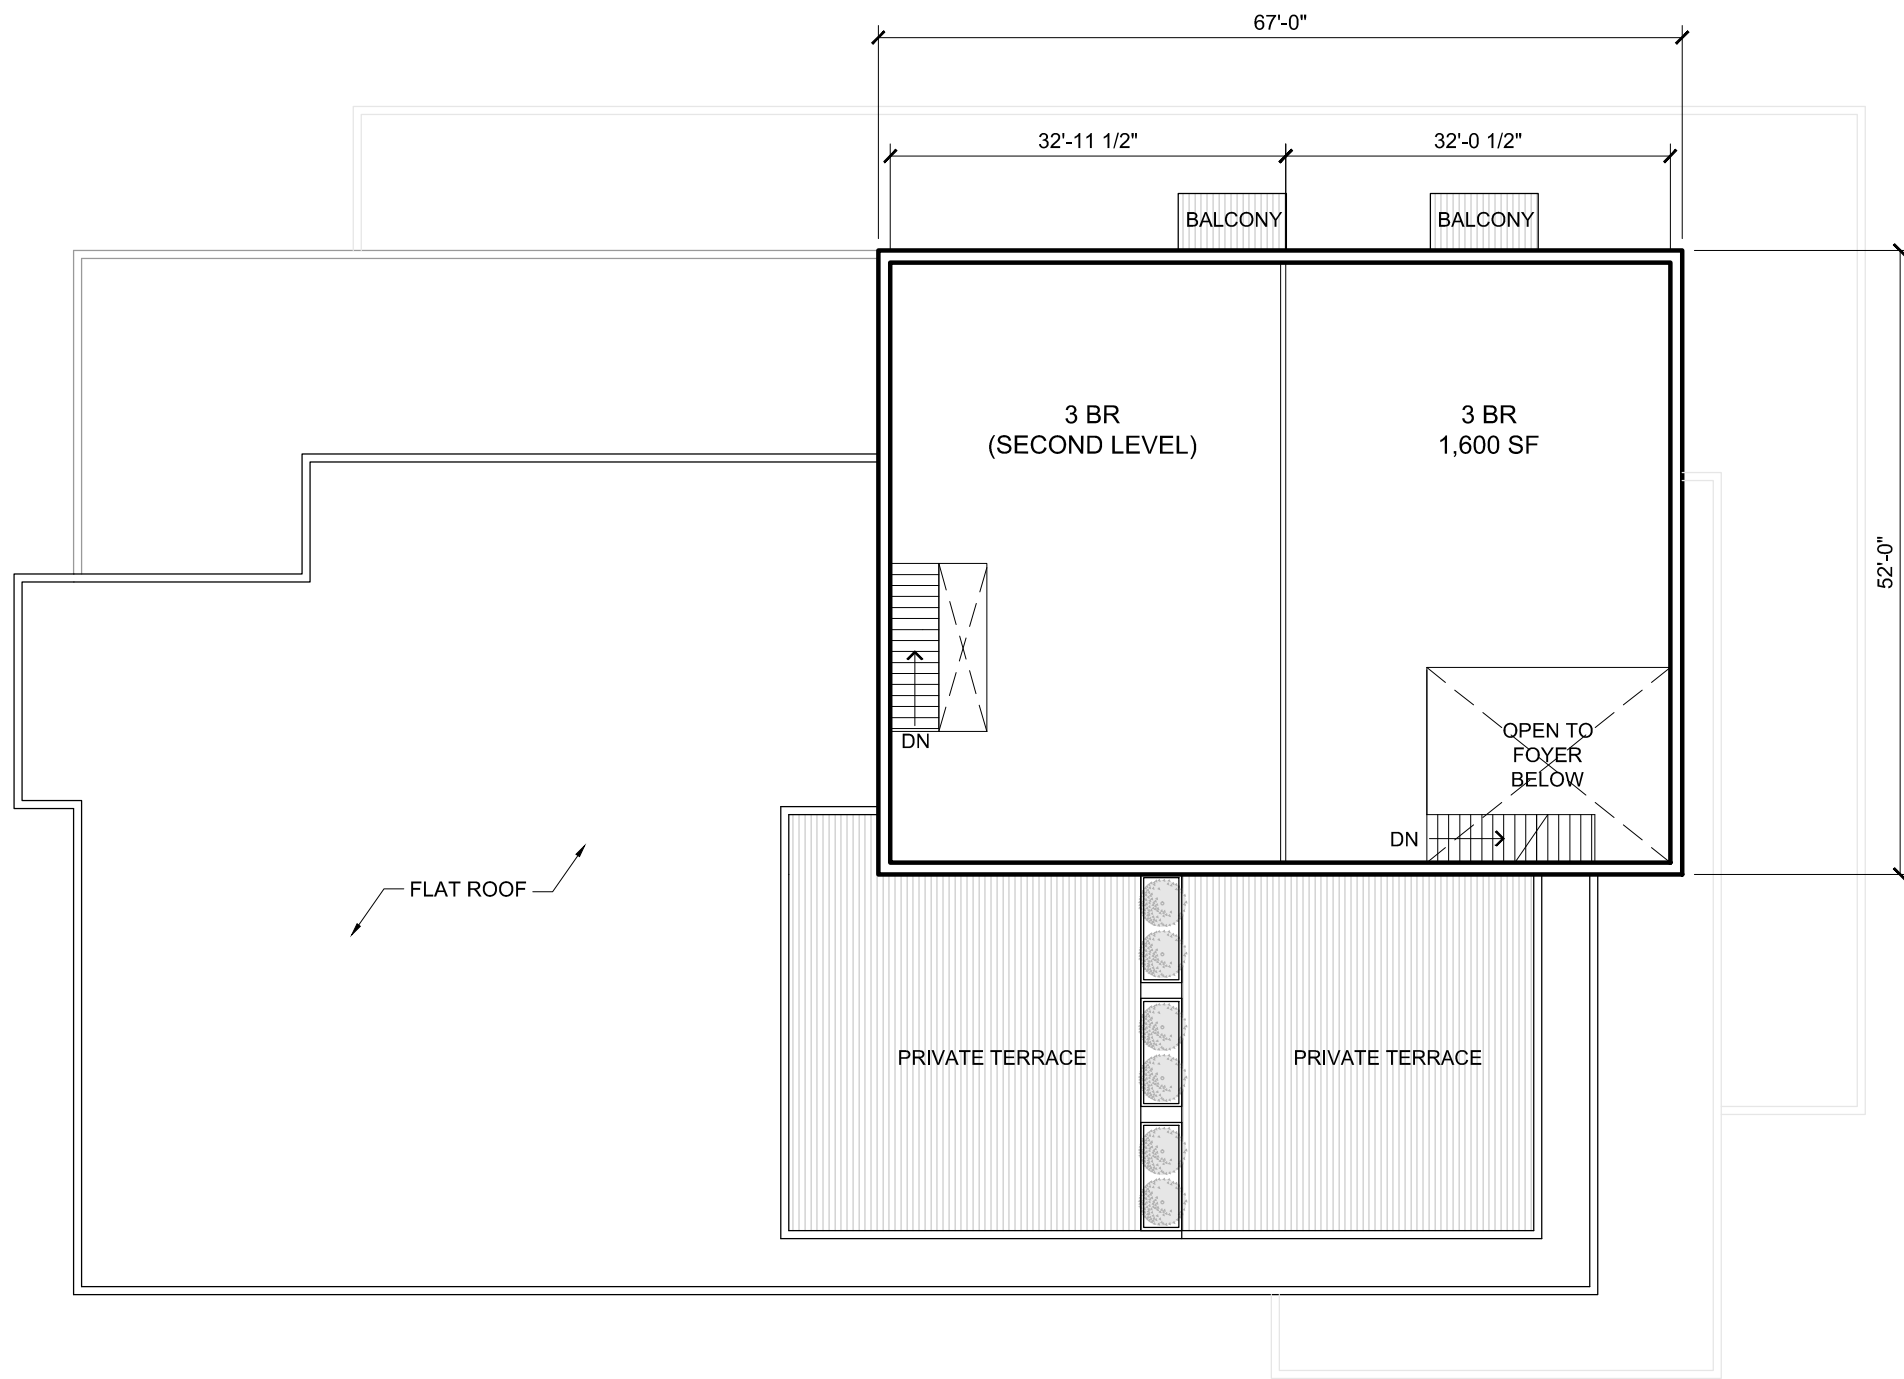 67'-0"
32'-11 1/2"
32'-0 1/2"
BALCONY
BALCONY
3 BR
(SECOND LEVEL)
3 BR
1,600 SF
52'-0"
DN
OPEN TO
FOYER
BELOW
DN
FLAT ROOF
PRIVATE TERRACE
PRIVATE TERRACE